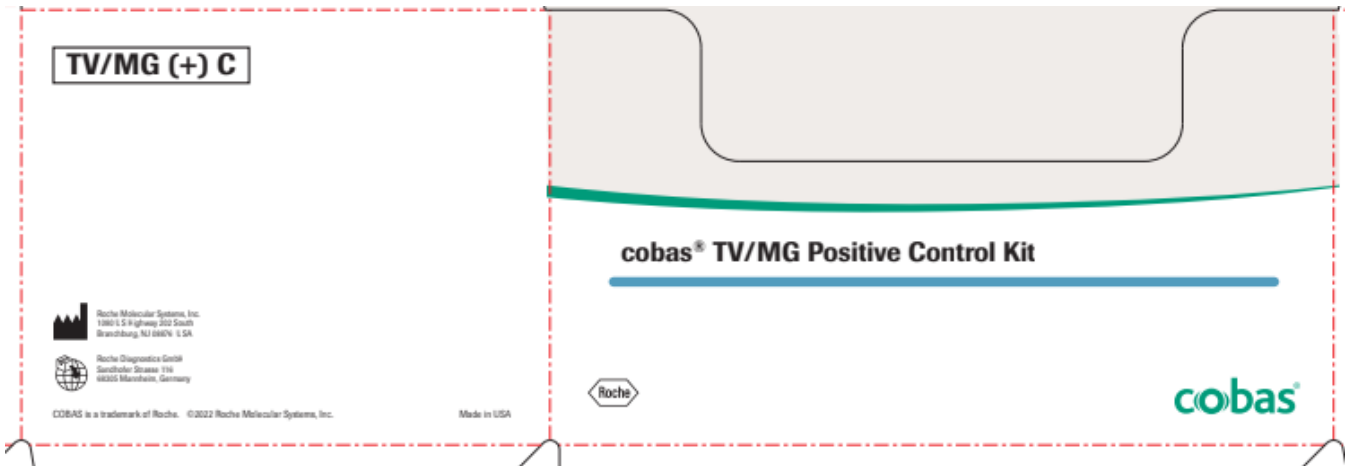 TV/MG (+) C
Roche Molecular Systems, Inc.
1080 US Highway 202 South
Branchburg, NJ 08876 USA
Roche Diagnostics GmbH
Sandhofer Strasse 116
68305 Mannheim, Germany
COBAS is a trademark of Roche. ©2022 Roche Molecular Systems, Inc.
Made in USA
cobas® TV/MG Positive Control Kit
Roche
cobas®